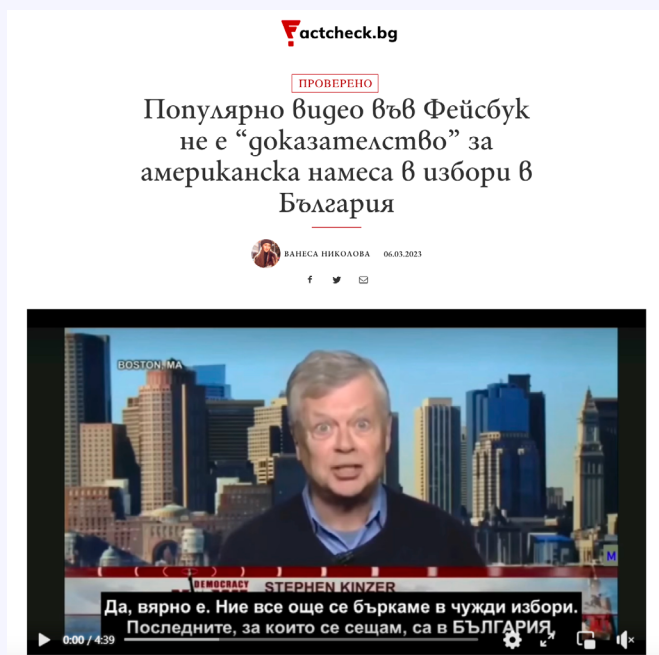 Factcheck.bg
ПРОВЕРЕНО
Популярно видео във Фейсбук
не е “доказателство” за
американска намеса в избори в
България
ВАНЕСА НИКОЛОВА 06.03.2023
BOSTON, MA
M
DEMOCRACY
STEPHEN KINZER
Да, вярно е. Ние все още се бъркаме в чужди избори.
Последните, за които се сещам, са в БЪЛГАРИЯ,
0:00 / 4:39